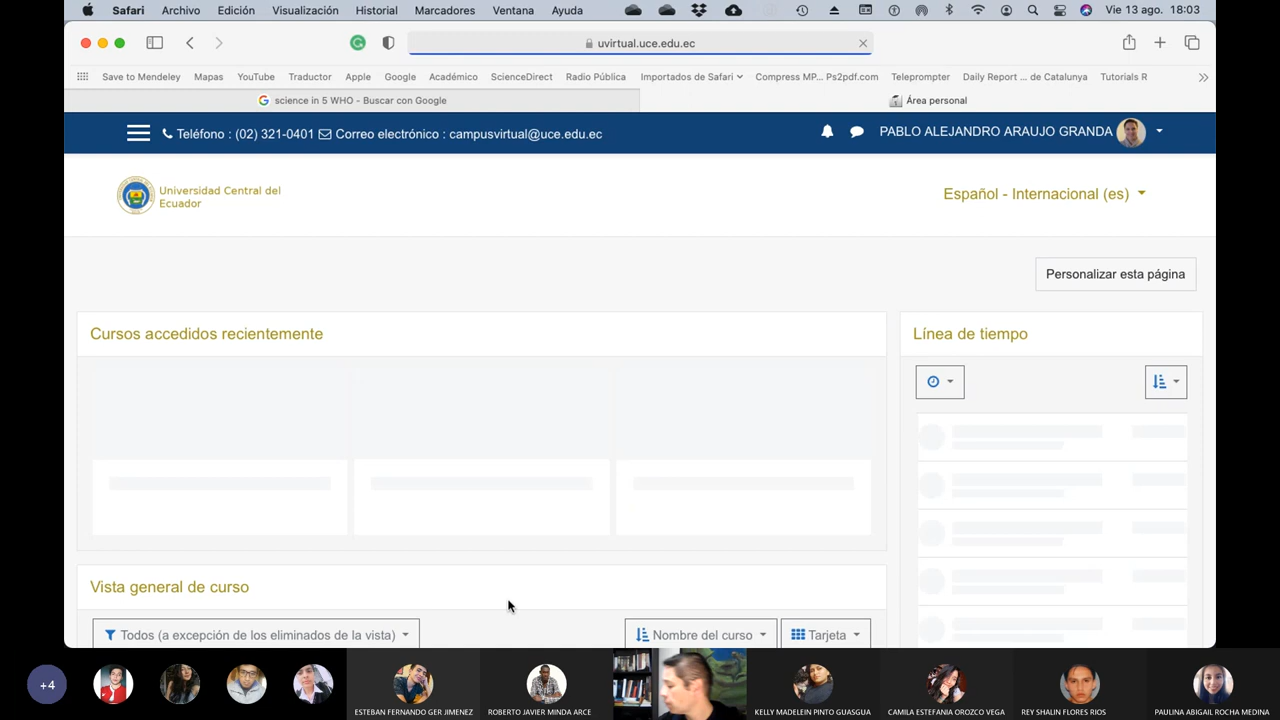 Safari Archivo Edición Visualización Historial Marcadores Ventana Ayuda Vie 13 ago. 18:03
uvirtual.uce.edu.ec
Save to Mendeley Mapas YouTube Traductor Apple Google Académico ScienceDirect Radio Pública Importados de Safari Compress MP... Ps2pdf.com Teleprompter Daily Report ... de Catalunya Tutorials R
science in 5 WHO - Buscar con Google Área personal
Teléfono : (02) 321-0401 Correo electrónico : campusvirtual@uce.edu.ec PABLO ALEJANDRO ARAUJO GRANDA
Universidad Central del
Ecuador
Español - Internacional (es)
Personalizar esta página
Cursos accedidos recientemente Línea de tiempo
Vista general de curso
Todos (a excepción de los eliminados de la vista) Nombre del curso Tarjeta
+4
ESTEBAN FERNANDO GER JIMENEZ ROBERTO JAVIER MINDA ARCE KELLY MADELEIN PINTO GUASGUA CAMILA ESTEFANIA OROZCO VEGA REY SHALIN FLORES RIOS PAULINA ABIGAIL ROCHA MEDINA